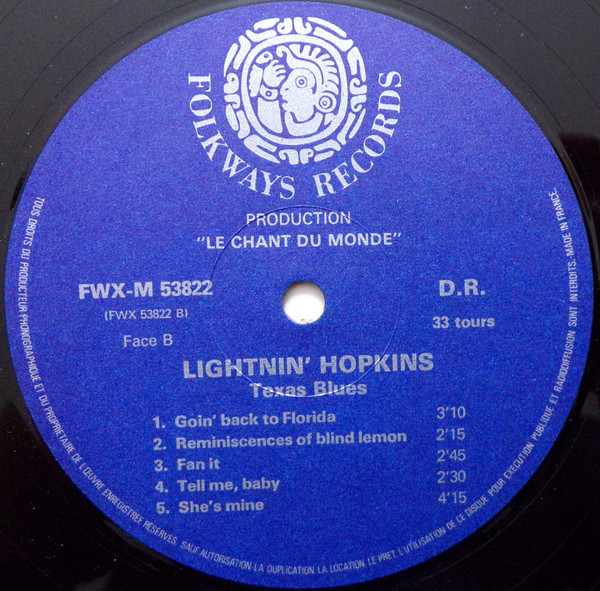 FOLKWAYS RECORDS
PRODUCTION
"LE CHANT DU MONDE"
FWX-M 53822
(FWX 53822 B)
Face B
D.R.
33 tours
LIGHTNIN' HOPKINS
Texas Blues
1. Goin' back to Florida 3'10
2. Reminiscences of blind lemon 2'15
3. Fan it 2'45
4. Tell me, baby 2'30
5. She's mine 4'15
TOUS DROITS DU PRODUCTEUR PHONOGRAPHIQUE ET DU PROPRIETAIRE DE L'ŒUVRE ENREGISTREE RESERVES. SAUF AUTORISATION LA DUPLICATION LA LOCATION LE PRET L'UTILISATION DE CE DISQUE POUR EXECUTION PUBLIQUE ET RADIODIFFUSION SONT INTERDITS-MADE IN FRANCE.